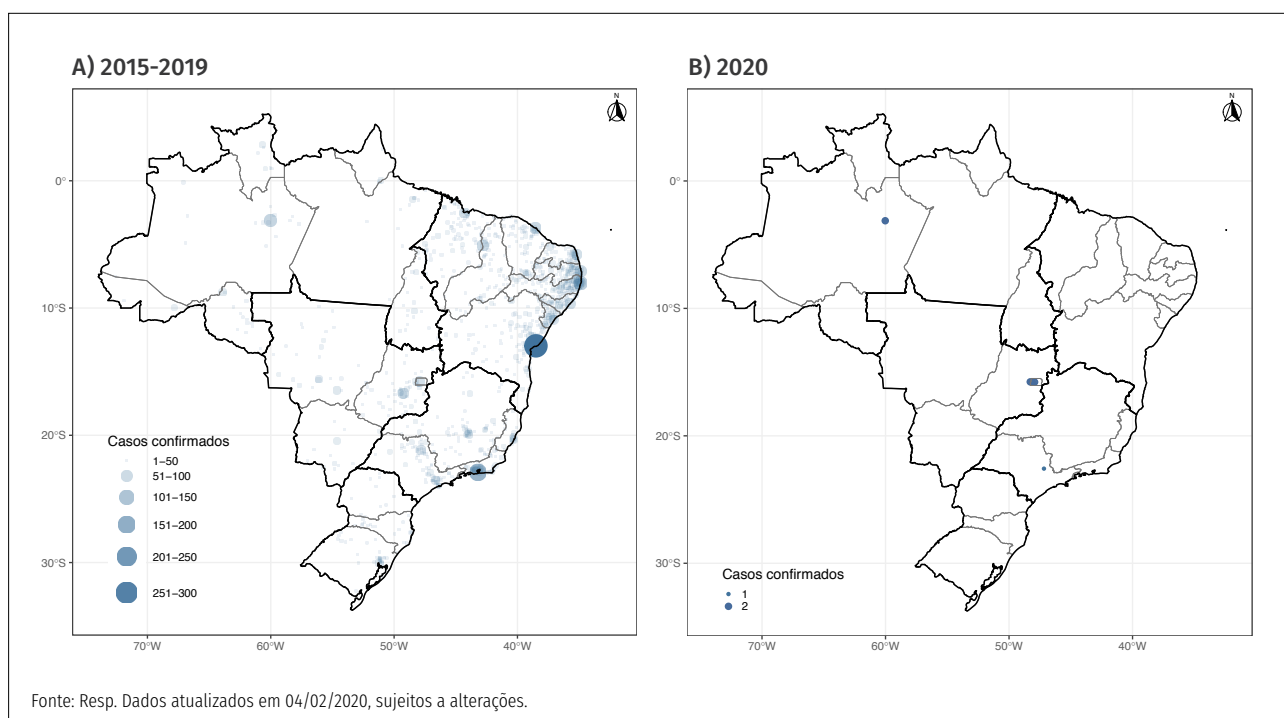 A) 2015-2019
N
0°
10°S
20°S
30°S
70°W
60°W
50°W
40°W
Casos confirmados
1–50
51–100
101–150
151–200
201–250
251–300
B) 2020
N
0°
10°S
20°S
30°S
70°W
60°W
50°W
40°W
Casos confirmados
1
2
Fonte: Resp. Dados atualizados em 04/02/2020, sujeitos a alterações.